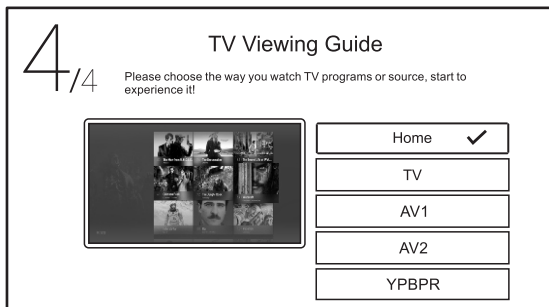 4/4
TV Viewing Guide
Please choose the way you watch TV programs or source, start to
experience it!
Home
TV
AV1
AV2
YPBPR